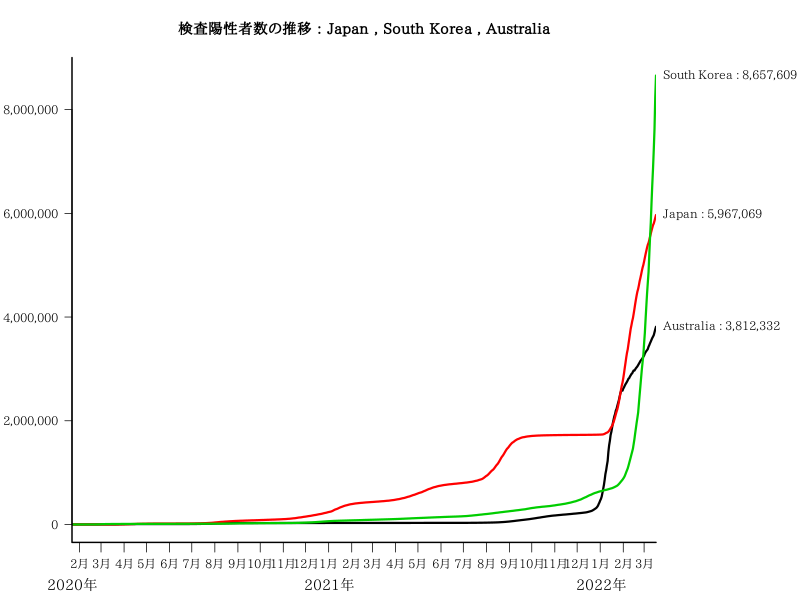 検査陽性者数の推移 : Japan , South Korea , Australia
South Korea : 8,657,609
8,000,000
Japan : 5,967,069
6,000,000
Australia : 3,812,332
4,000,000
2,000,000
0
2月 3月 4月 5月 6月 7月 8月 9月 10月 11月 12月 1月 2月 3月 4月 5月 6月 7月 8月 9月 10月 11月 12月 1月 2月 3月
2020年 2021年 2022年